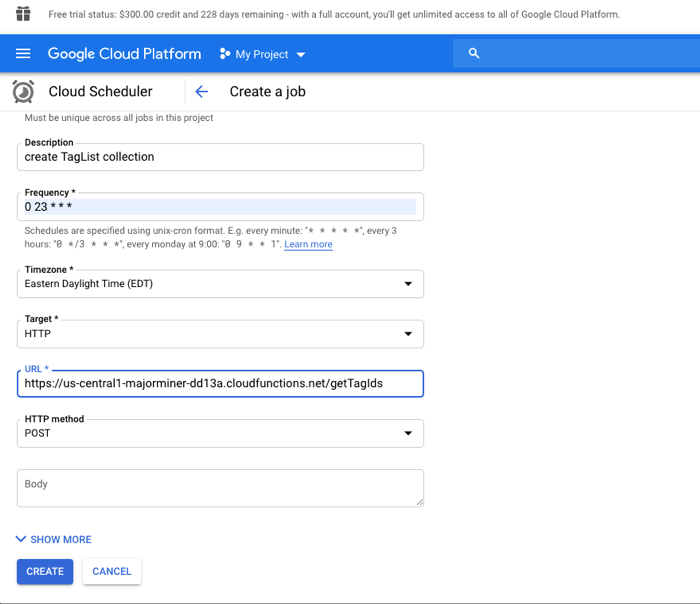 Free trial status: $300.00 credit and 228 days remaining - with a full account, you'll get unlimited access to all of Google Cloud Platform.
Google Cloud Platform My Project
Cloud Scheduler Create a job
Must be unique across all jobs in this project
Description
create TagList collection
Frequency *
0 23 * * *
Schedules are specified using unix-cron format. E.g. every minute: "* * * * *", every 3
hours: "0 */3 * * *", every monday at 9:00: "0 9 * * 1". Learn more
Timezone *
Eastern Daylight Time (EDT)
Target *
HTTP
URL *
https://us-central1-majorminer-dd13a.cloudfunctions.net/getTagIds
HTTP method
POST
Body
SHOW MORE
CREATE CANCEL